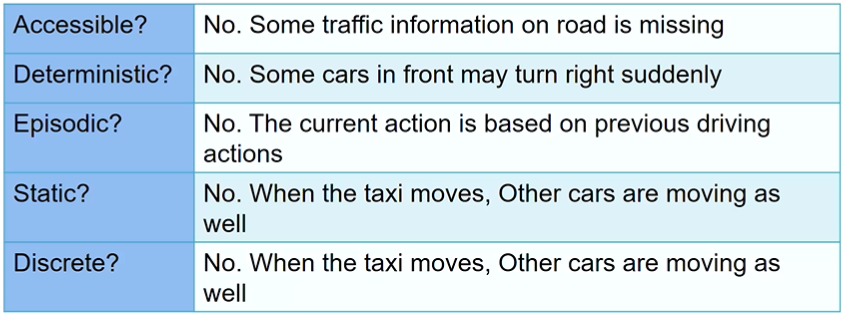 Accessible?
No. Some traffic information on road is missing
Deterministic?
No. Some cars in front may turn right suddenly
Episodic?
No. The current action is based on previous driving
actions
Static?
No. When the taxi moves, Other cars are moving as
well
Discrete?
No. When the taxi moves, Other cars are moving as
well